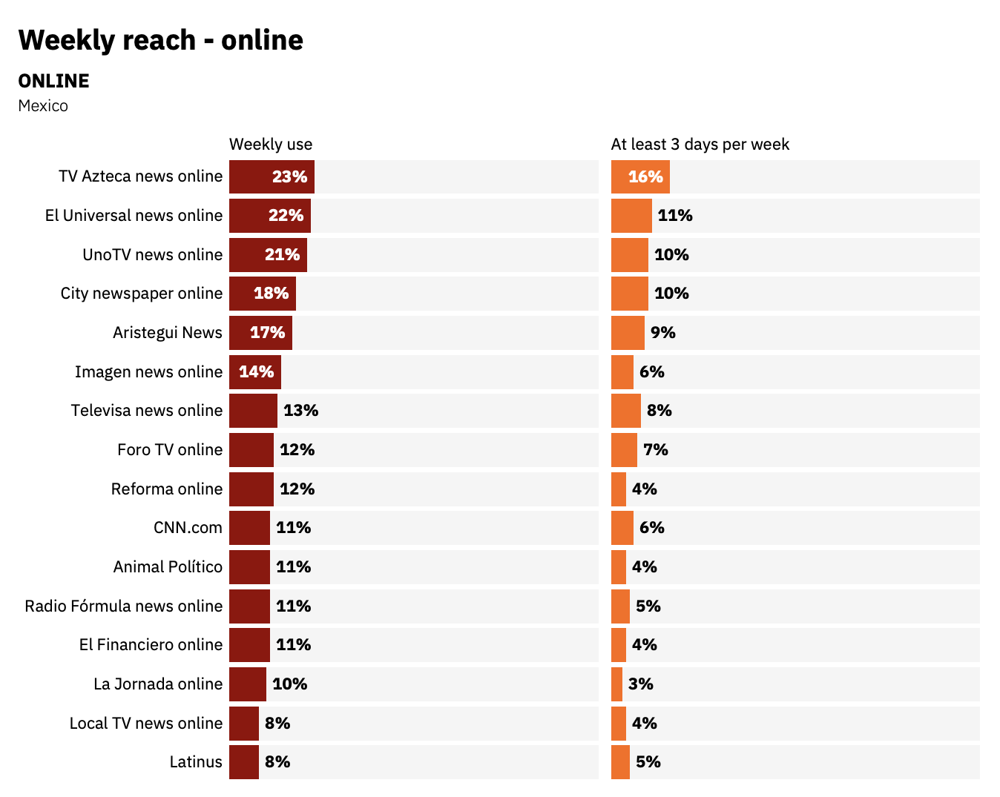 Weekly reach - online
ONLINE
Mexico
Weekly use At least 3 days per week
TV Azteca news online 23% 16%
El Universal news online 22% 11%
UnoTV news online 21% 10%
City newspaper online 18% 10%
Aristegui News 17% 9%
Imagen news online 14% 6%
Televisa news online 13% 8%
Foro TV online 12% 7%
Reforma online 12% 4%
CNN.com 11% 6%
Animal Político 11% 4%
Radio Fórmula news online 11% 5%
El Financiero online 11% 4%
La Jornada online 10% 3%
Local TV news online 8% 4%
Latinus 8% 5%